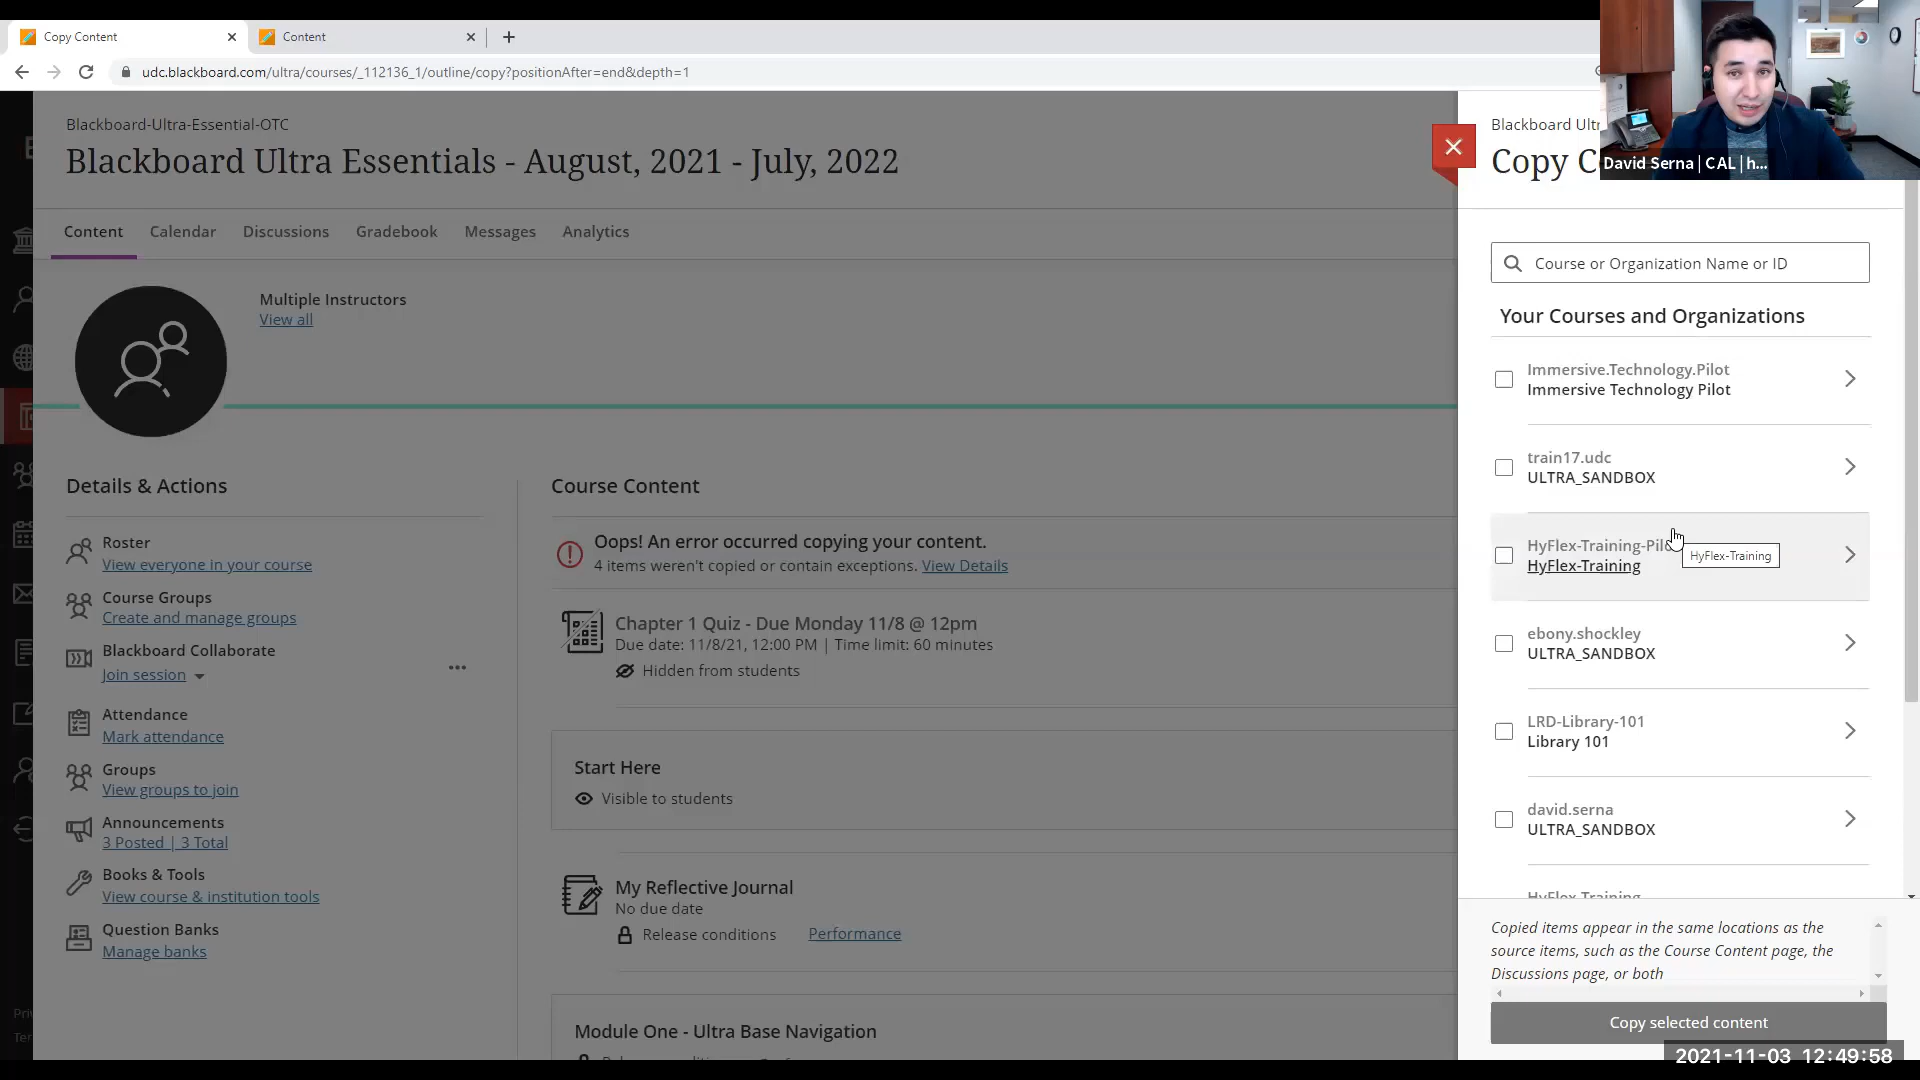 Copy Content
Content
udc.blackboard.com/ultra/courses/_112136_1/outline/copy?positionAfter=end&depth=1
Blackboard-Ultra-Essential-OTC
Blackboard Ultra Essentials - August, 2021 - July, 2022
Content
Calendar
Discussions
Gradebook
Messages
Analytics
Multiple Instructors
View all
Details & Actions
Roster
View everyone in your course
Course Groups
Create and manage groups
Blackboard Collaborate
Join session
Attendance
Mark attendance
Groups
View groups to join
Announcements
3 Posted | 3 Total
Books & Tools
View course & institution tools
Question Banks
Manage banks
Course Content
Oops! An error occurred copying your content.
4 items weren't copied or contain exceptions. View Details
Chapter 1 Quiz - Due Monday 11/8 @ 12pm
Due date: 11/8/21, 12:00 PM | Time limit: 60 minutes
Hidden from students
Start Here
Visible to students
My Reflective Journal
No due date
Release conditions Performance
Module One - Ultra Base Navigation
Blackboard Ult
Copy C
David Serna | CAL | h...
Course or Organization Name or ID
Your Courses and Organizations
Immersive.Technology.Pilot
Immersive Technology Pilot
train17.udc
ULTRA_SANDBOX
HyFlex-Training-Pil
HyFlex-Training
HyFlex-Training
ebony.shockley
ULTRA_SANDBOX
LRD-Library-101
Library 101
david.serna
ULTRA_SANDBOX
HyFlex-Training
Copied items appear in the same locations as the
source items, such as the Course Content page, the
Discussions page, or both
Copy selected content
2021-11-03 12:49:58